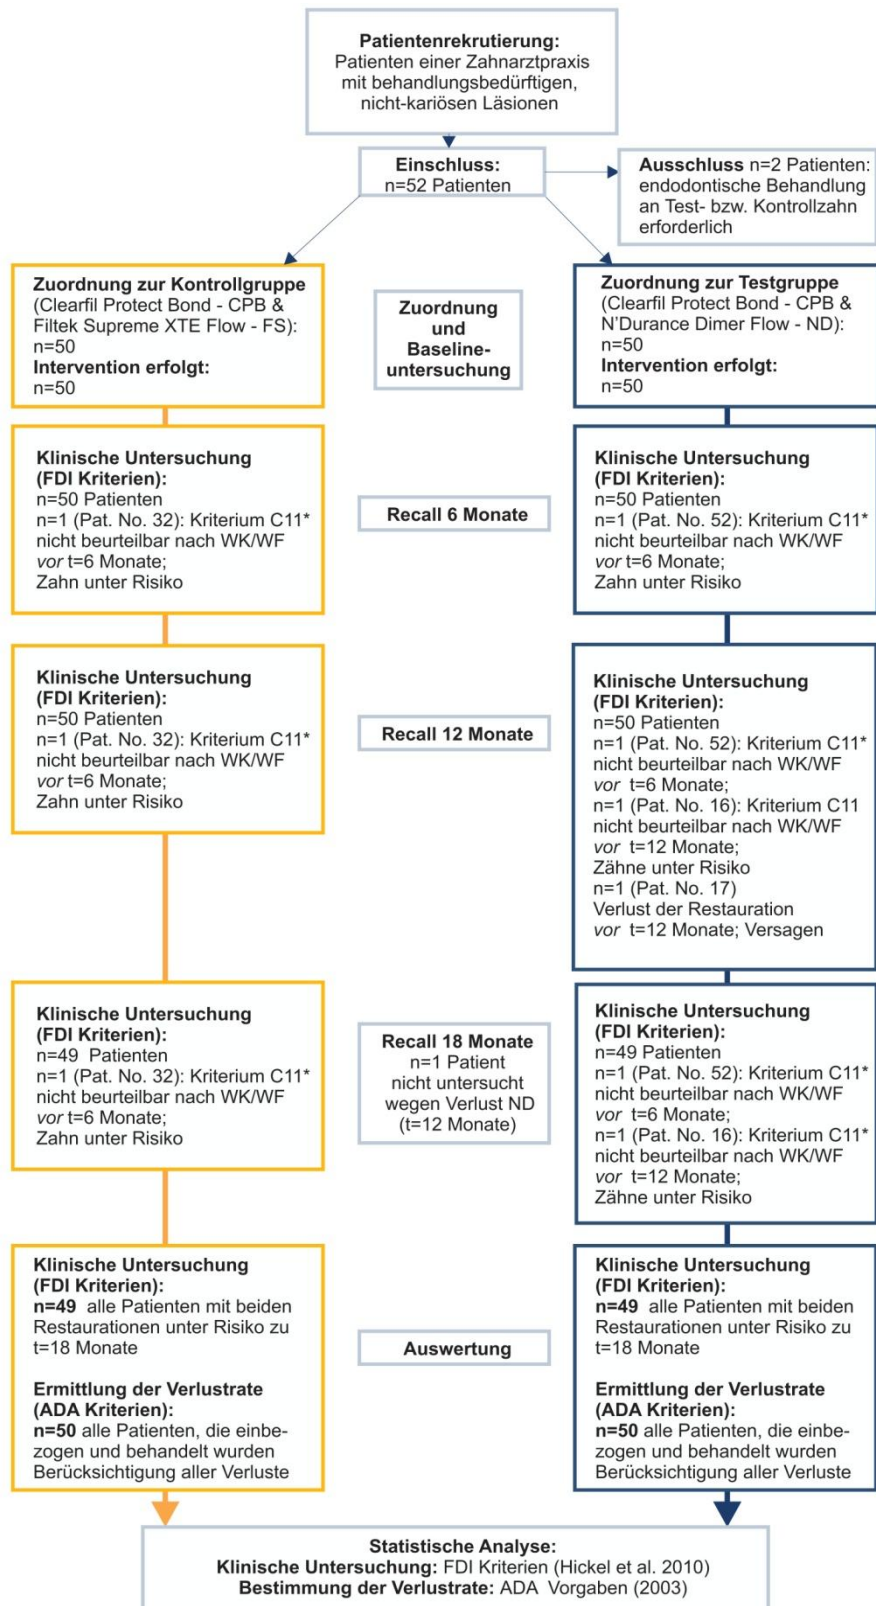 Patientenrekrutierung:
Patienten einer Zahnarztpraxis
mit behandlungsbedürftigen,
nicht-kariösen Läsionen
Einschluss:
n=52 Patienten
Ausschluss n=2 Patienten:
endodontische Behandlung
an Test- bzw. Kontrollzahn
erforderlich
Zuordnung zur Kontrollgruppe
(Clearfil Protect Bond - CPB &
Filtek Supreme XTE Flow - FS):
n=50
Intervention erfolgt:
n=50
Zuordnung
und
Baseline-
untersuchung
Zuordnung zur Testgruppe
(Clearfil Protect Bond - CPB &
N’Durance Dimer Flow - ND):
n=50
Intervention erfolgt:
n=50
Klinische Untersuchung
(FDI Kriterien):
n=50 Patienten
n=1 (Pat. No. 32): Kriterium C11*
nicht beurteilbar nach WK/WF
vor t=6 Monate;
Zahn unter Risiko
Recall 6 Monate
Klinische Untersuchung
(FDI Kriterien):
n=50 Patienten
n=1 (Pat. No. 52): Kriterium C11*
nicht beurteilbar nach WK/WF
vor t=6 Monate;
Zahn unter Risiko
Klinische Untersuchung
(FDI Kriterien):
n=50 Patienten
n=1 (Pat. No. 32): Kriterium C11*
nicht beurteilbar nach WK/WF
vor t=6 Monate;
Zahn unter Risiko
Recall 12 Monate
Klinische Untersuchung
(FDI Kriterien):
n=50 Patienten
n=1 (Pat. No. 52): Kriterium C11*
nicht beurteilbar nach WK/WF
vor t=6 Monate;
n=1 (Pat. No. 16): Kriterium C11
nicht beurteilbar nach WK/WF
vor t=12 Monate;
Zähne unter Risiko
n=1 (Pat. No. 17)
Verlust der Restauration
vor t=12 Monate; Versagen
Klinische Untersuchung
(FDI Kriterien):
n=49 Patienten
n=1 (Pat. No. 32): Kriterium C11*
nicht beurteilbar nach WK/WF
vor t=6 Monate;
Zahn unter Risiko
Recall 18 Monate
n=1 Patient
nicht untersucht
wegen Verlust ND
(t=12 Monate)
Klinische Untersuchung
(FDI Kriterien):
n=49 Patienten
n=1 (Pat. No. 52): Kriterium C11*
nicht beurteilbar nach WK/WF
vor t=6 Monate;
n=1 (Pat. No. 16): Kriterium C11*
nicht beurteilbar nach WK/WF
vor t=12 Monate;
Zähne unter Risiko
Klinische Untersuchung
(FDI Kriterien):
n=49 alle Patienten mit beiden
Restaurationen unter Risiko zu
t=18 Monate
Ermittlung der Verlustrate
(ADA Kriterien):
n=50 alle Patienten, die einbe-
zogen und behandelt wurden
Berücksichtigung aller Verluste
Auswertung
Klinische Untersuchung
(FDI Kriterien):
n=49 alle Patienten mit beiden
Restaurationen unter Risiko zu
t=18 Monate
Ermittlung der Verlustrate
(ADA Kriterien):
n=50 alle Patienten, die einbe-
zogen und behandelt wurden
Berücksichtigung aller Verluste
Statistische Analyse:
Klinische Untersuchung: FDI Kriterien (Hickel et al. 2010)
Bestimmung der Verlustrate: ADA Vorgaben (2003)